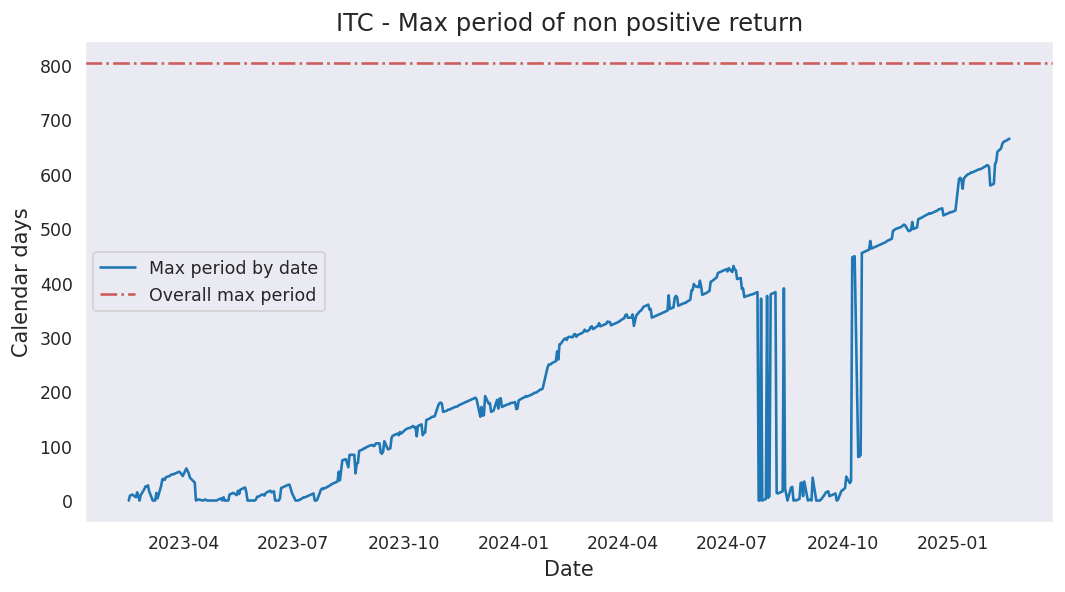 ITC - Max period of non positive return
Calendar days
800
700
600
500
400
300
200
100
0
Max period by date
Overall max period
2023-04 2023-07 2023-10 2024-01 2024-04 2024-07 2024-10 2025-01
Date